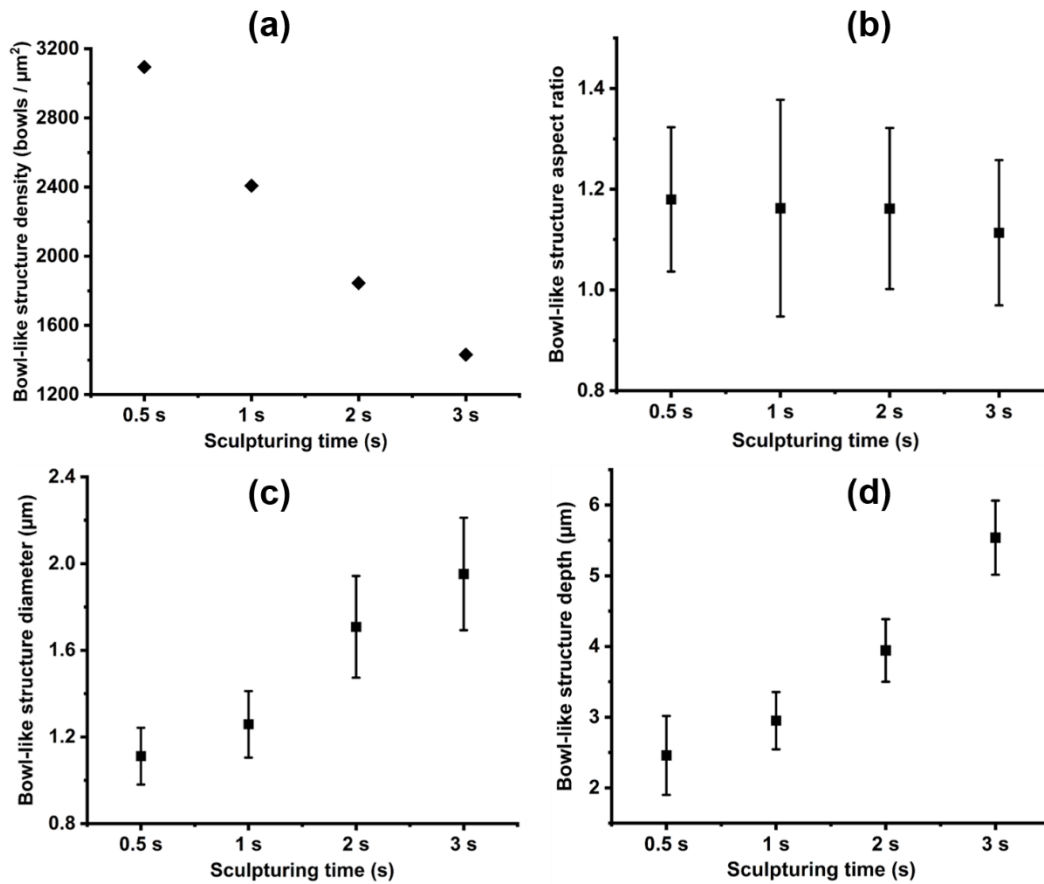 (a)
Bowl-like structure density (bowls / µm²)
3200
2800
2400
2000
1600
1200
0.5 s 1 s 2 s 3 s
Sculpturing time (s)
(b)
Bowl-like structure aspect ratio
1.4
1.2
1.0
0.8
0.5 s 1 s 2 s 3 s
Sculpturing time (s)
(c)
Bowl-like structure diameter (µm)
2.4
2.0
1.6
1.2
0.8
0.5 s 1 s 2 s 3 s
Sculpturing time (s)
(d)
Bowl-like structure depth (µm)
6
5
4
3
2
0.5 s 1 s 2 s 3 s
Sculpturing time (s)